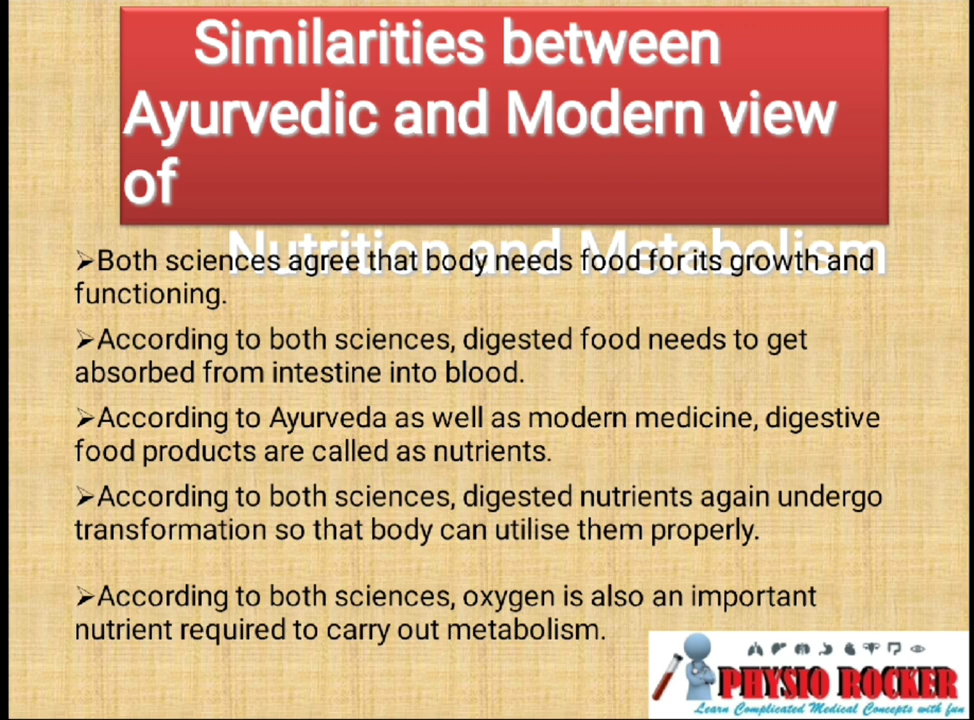 Similarities between
Ayurvedic and Modern view
of
Nutrition and Metabolism
➢Both sciences agree that body needs food for its growth and
functioning.
➢According to both sciences, digested food needs to get
absorbed from intestine into blood.
➢According to Ayurveda as well as modern medicine, digestive
food products are called as nutrients.
➢According to both sciences, digested nutrients again undergo
transformation so that body can utilise them properly.
➢According to both sciences, oxygen is also an important
nutrient required to carry out metabolism.
PHYSIO ROCKER
Learn Complicated Medical Concepts with fun